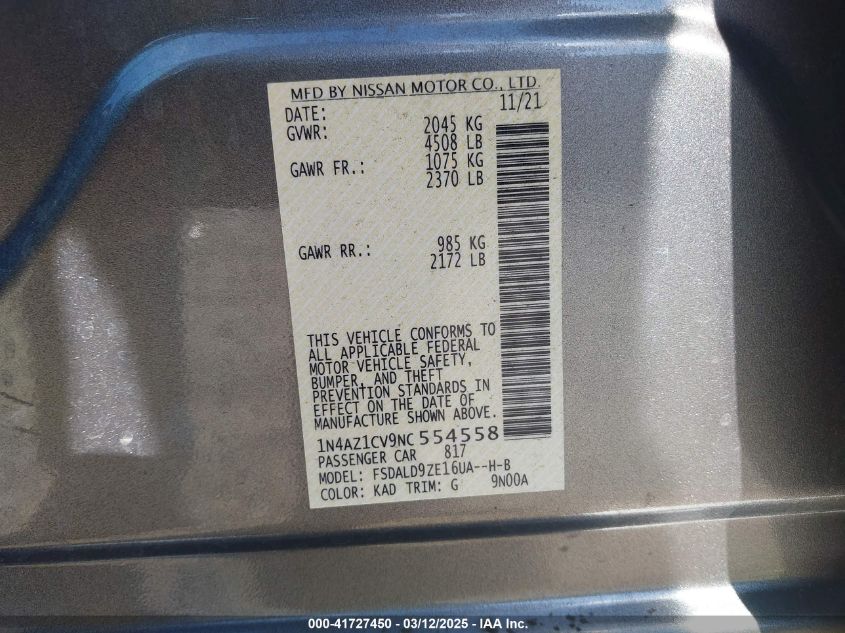 MFD BY NISSAN MOTOR CO., LTD.
DATE: 11/21
GVWR: 2045 KG
4508 LB
GAWR FR.: 1075 KG
2370 LB
GAWR RR.: 985 KG
2172 LB
THIS VEHICLE CONFORMS TO
ALL APPLICABLE FEDERAL
MOTOR VEHICLE SAFETY,
BUMPER, AND THEFT
PREVENTION STANDARDS IN
EFFECT ON THE DATE OF
MANUFACTURE SHOWN ABOVE.
1N4AZ1CV9NC 554558
PASSENGER CAR 817
MODEL: FSDALD9ZE16UA--H-B
COLOR: KAD TRIM: G 9N00A
000-41727450 - 03/12/2025 - IAA Inc.